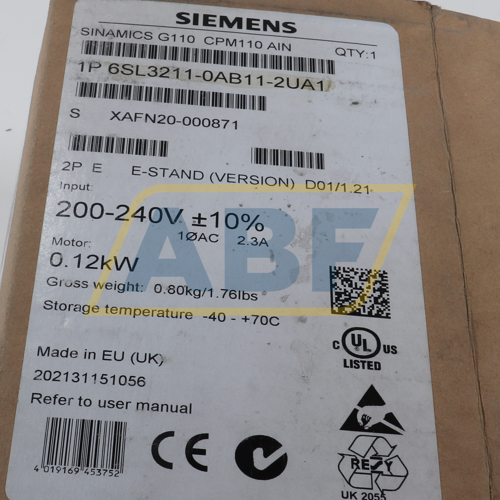 SIEMENS
SINAMICS G110 CPM110 AIN QTY:1
1P 6SL3211-0AB11-2UA1
S XAFN20-000871
2P E E-STAND (VERSION) D01/1.21
Input:
200-240V ±10%
1ØAC 2.3A
Motor:
0.12kW
Gross weight: 0.80kg/1.76lbs
Storage temperature -40 - +70C
ABF
C UL US
LISTED
Made in EU (UK)
202131151056
Refer to user manual
4 019169 453752
RESY
UK 2055